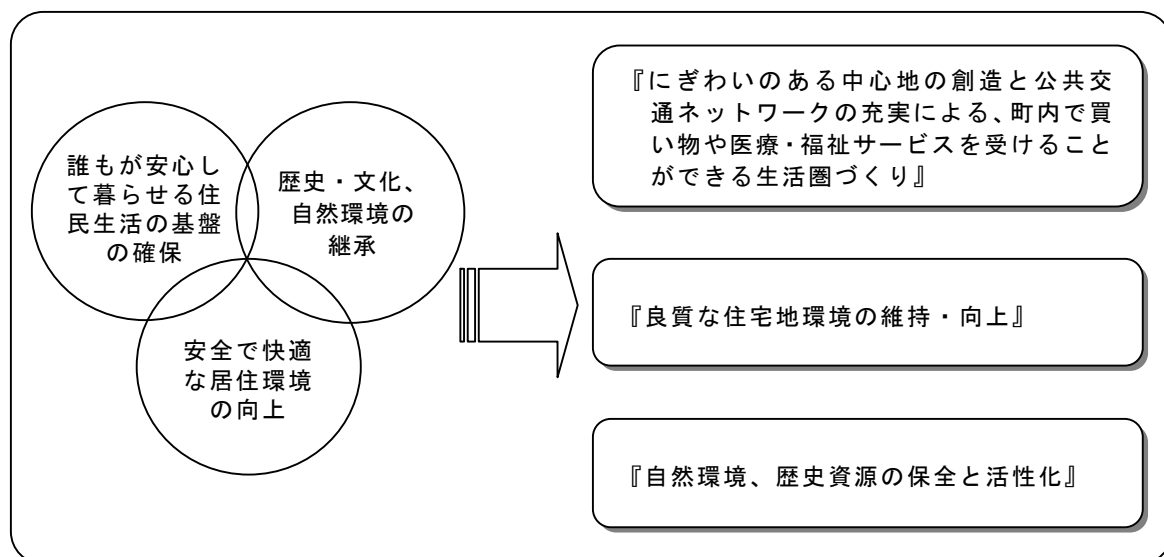 誰もが安心し
て暮らせる住
民生活の基盤
の確保
歴史・文化、
自然環境の
継承
安全で快適
な居住環境
の向上
『にぎわいのある中心地の創造と公共交
通ネットワークの充実による、町内で買
い物や医療・福祉サービスを受けること
ができる生活圏づくり』
『良質な住宅地環境の維持・向上』
『自然環境、歴史資源の保全と活性化』